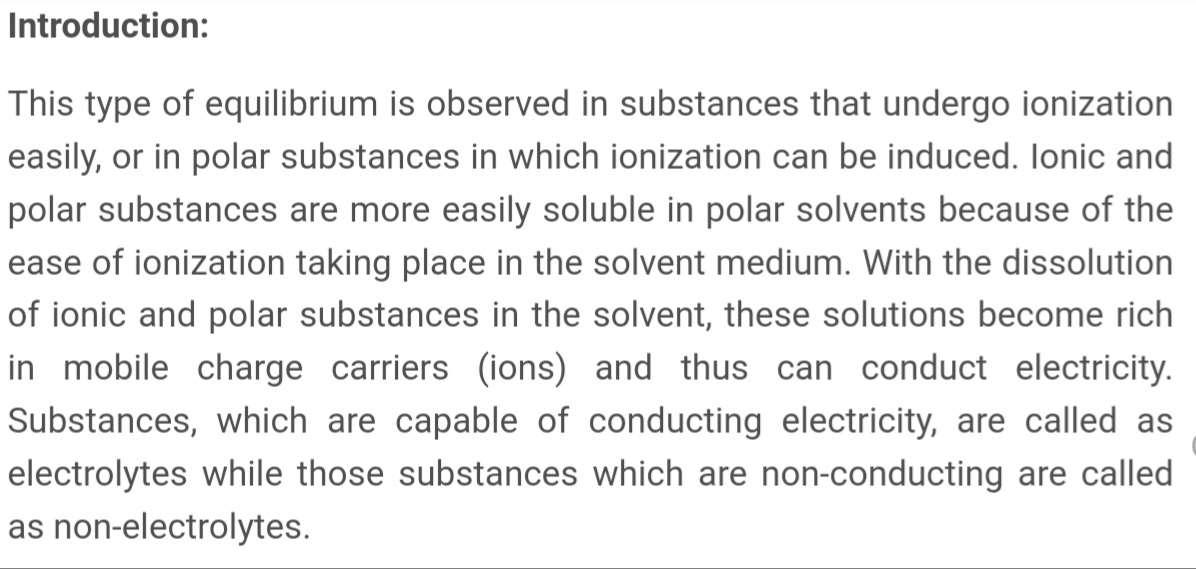 Introduction:
This type of equilibrium is observed in substances that undergo ionization
easily, or in polar substances in which ionization can be induced. Ionic and
polar substances are more easily soluble in polar solvents because of the
ease of ionization taking place in the solvent medium. With the dissolution
of ionic and polar substances in the solvent, these solutions become rich
in mobile charge carriers (ions) and thus can conduct electricity.
Substances, which are capable of conducting electricity, are called as
electrolytes while those substances which are non-conducting are called
as non-electrolytes.